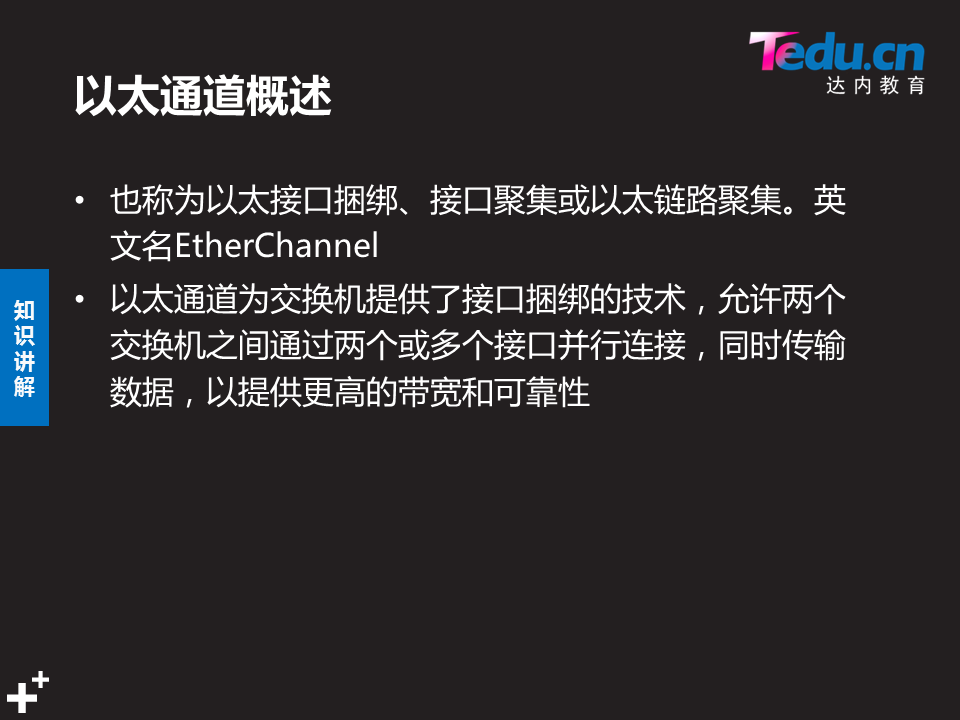 Tedu.cn
达内教育
以太通道概述
• 也称为以太接口捆绑、接口聚集或以太链路聚集。英
文名EtherChannel
• 以太通道为交换机提供了接口捆绑的技术，允许两个
交换机之间通过两个或多个接口并行连接，同时传输
数据，以提供更高的带宽和可靠性
知
识
讲
解